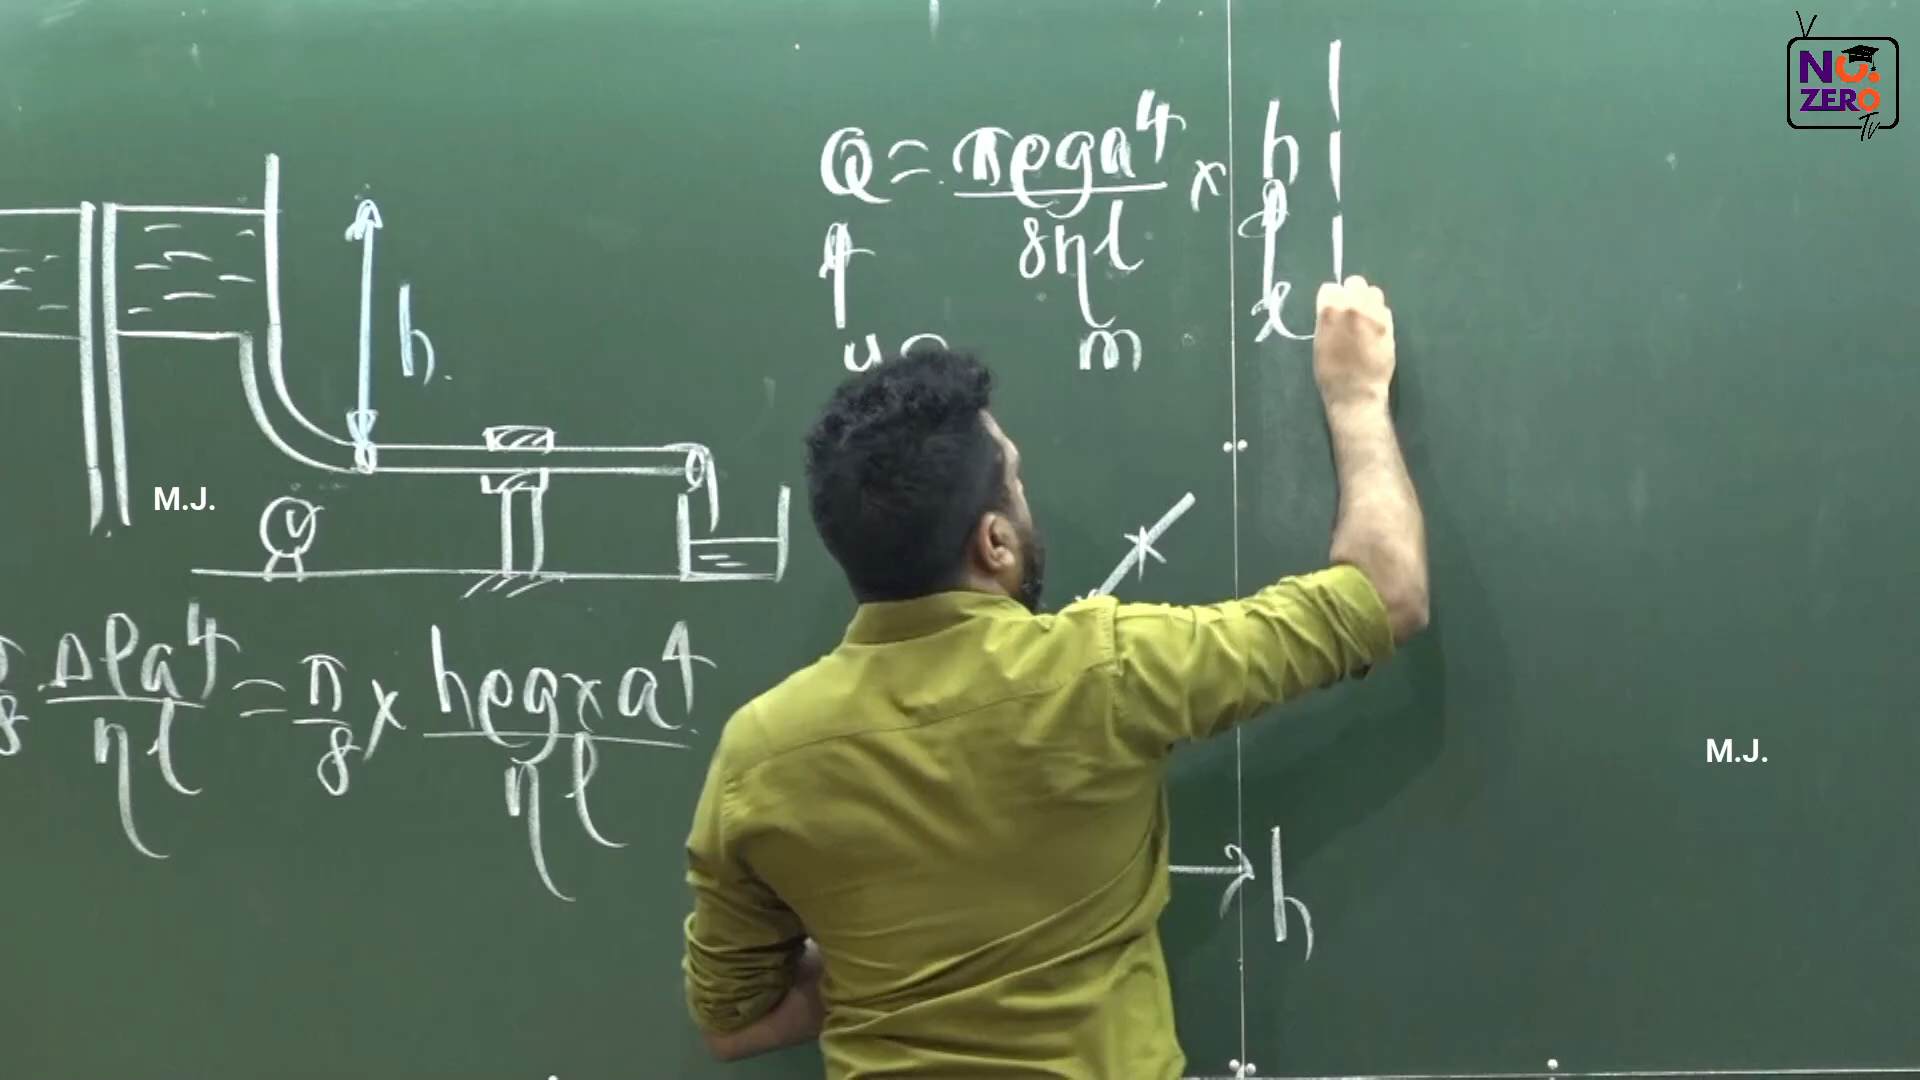 NO.
ZERO
Tv
Q = πρga⁴/8ηl × h
m
x
h
M.J.
V
ΔPa⁴/ηl = π/8 × hρg×a⁴/ηl
M.J.
h